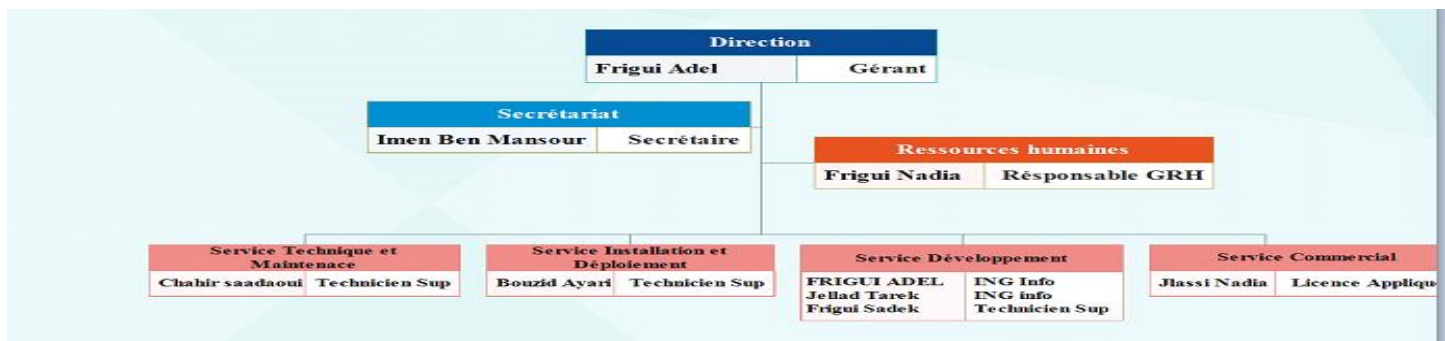 Direction
Frigui Adel Gérant
Secrétariat
Imen Ben Mansour Secrétaire
Ressources humaines
Frigui Nadia Résponsable GRH
Service Technique et
Maintenace
Chahir saadaoui Technicien Sup
Service Installation et
Déploiement
Bouzid Ayari Technicien Sup
Service Développement
FRIGUI ADEL ING Info
Jellad Tarek ING info
Frigui Sadek Technicien Sup
Service Commercial
Jlassi Nadia Licence Appliqu